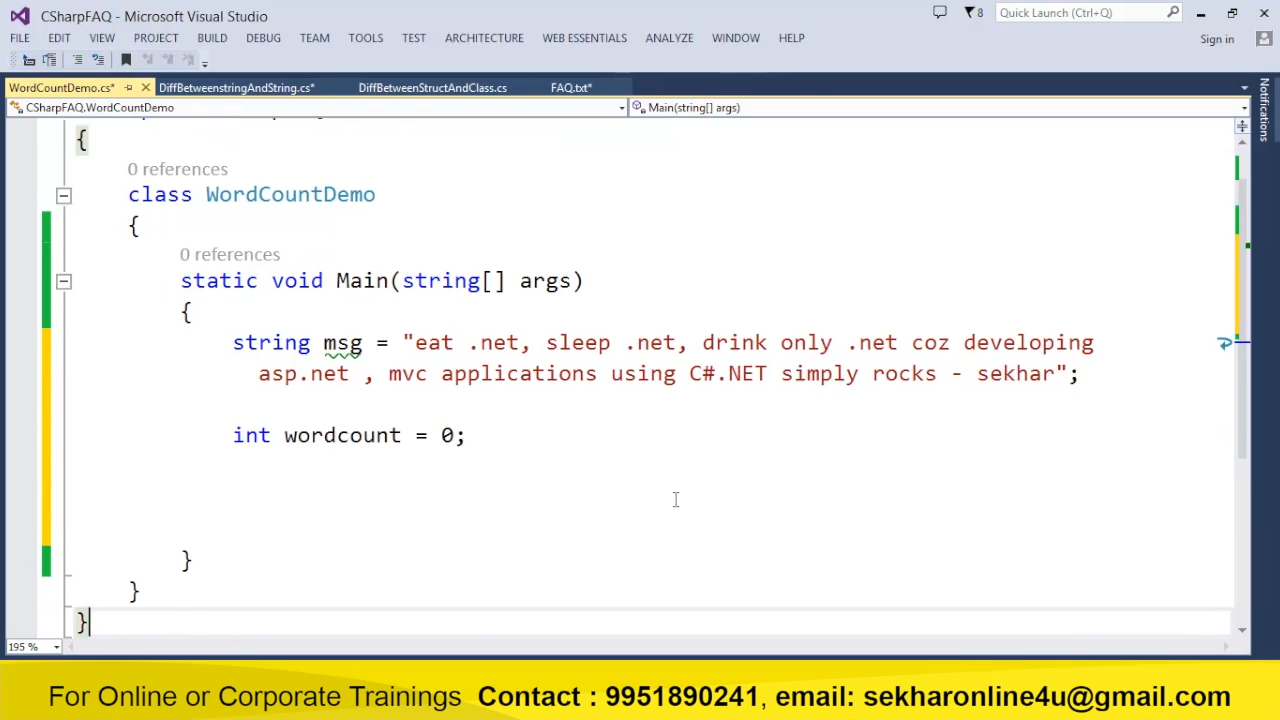 CSharpFAQ - Microsoft Visual Studio
8
Quick Launch (Ctrl+Q)
FILE EDIT VIEW PROJECT BUILD DEBUG TEAM TOOLS TEST ARCHITECTURE WEB ESSENTIALS ANALYZE WINDOW HELP
Sign in
WordCountDemo.cs* DiffBetweenstringAndString.cs* DiffBetweenStructAndClass.cs FAQ.txt*
CSharpFAQ.WordCountDemo Main(string[] args)
Notifications
{
0 references
class WordCountDemo
{
0 references
static void Main(string[] args)
{
string msg = "eat .net, sleep .net, drink only .net coz developing
asp.net , mvc applications using C#.NET simply rocks - sekhar";
int wordcount = 0;
}
}
}
195 %
For Online or Corporate Trainings Contact : 9951890241, email: sekharonline4u@gmail.com